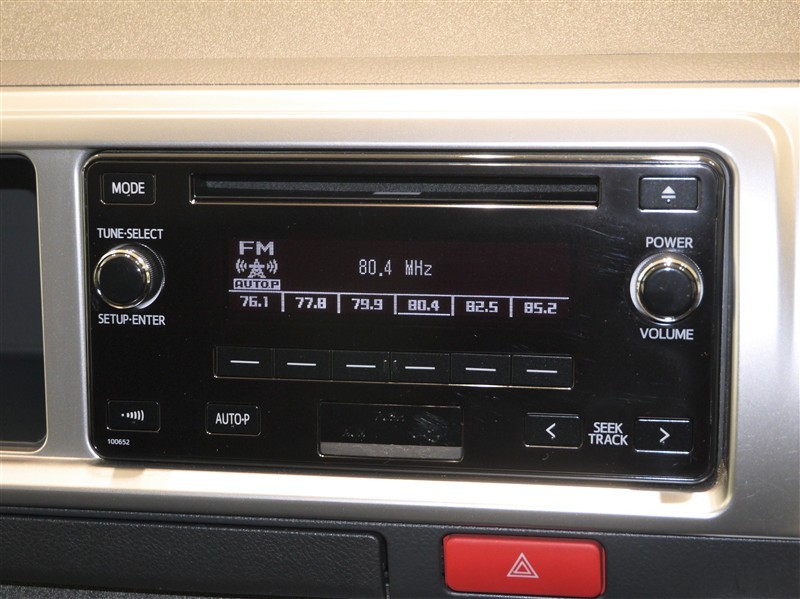 MODE
TUNE·SELECT
SETUP·ENTER
FM
80.4 MHz
AUTO.P
76.1 77.8 79.9 80.4 82.5 85.2
POWER
VOLUME
AUTO-P
SEEK
TRACK
100652
AUX